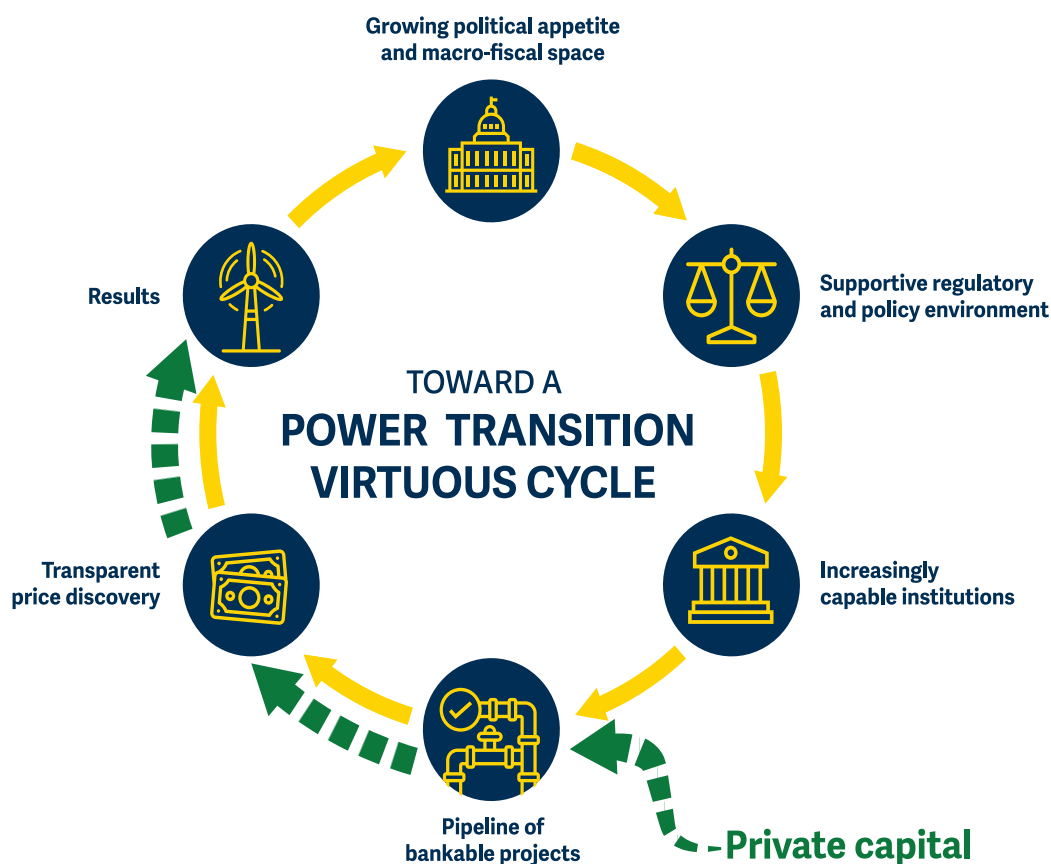 Growing political appetite
and macro-fiscal space
Supportive regulatory
and policy environment
Increasingly
capable institutions
Pipeline of
bankable projects
Transparent
price discovery
Results
TOWARD A
POWER TRANSITION
VIRTUOUS CYCLE
Private capital